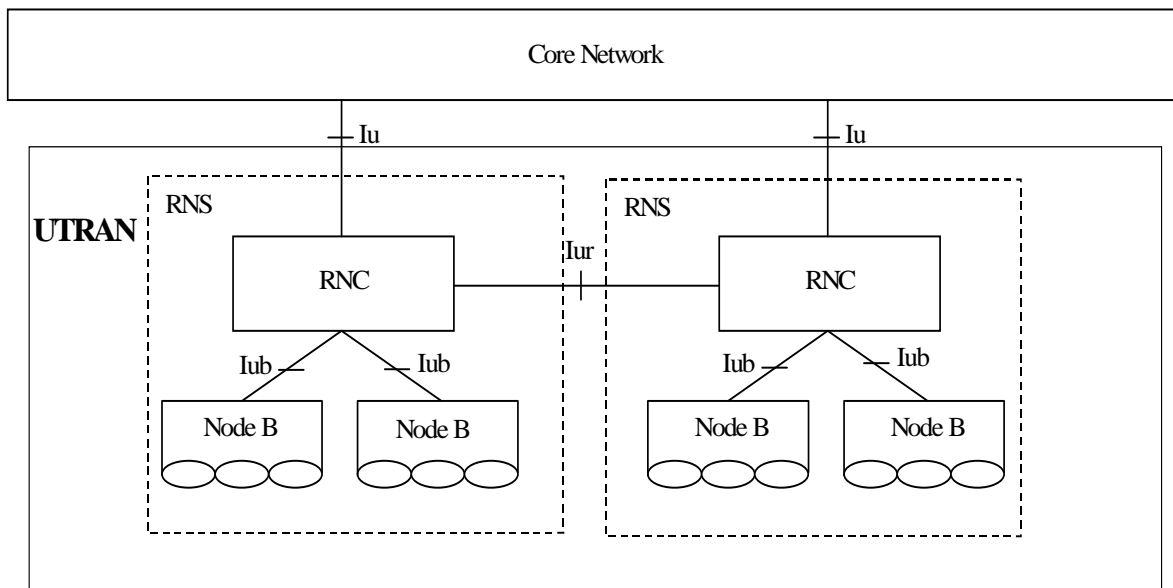 Core Network
Iu
Iu
RNS
RNS
UTRAN
Iur
RNC
RNC
Iub
Iub
Iub
Iub
Node B
Node B
Node B
Node B